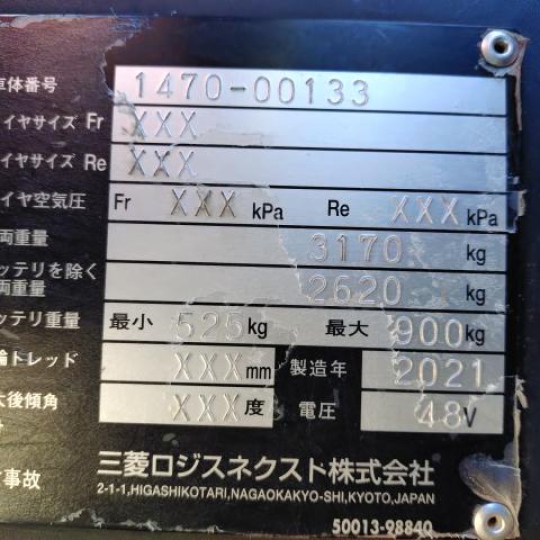 車体番号 1470-00133
イヤサイズ Fr XXX
イヤサイズ Re XXX
イヤ空気圧 Fr XXX kPa Re XXX kPa
両重量 3170 kg
ッテリを除く
両重量 2620 kg
ッテリ重量 最小 525 kg 最大 900 kg
輪トレッド XXX mm 製造年 2021
大後傾角 XXX 度 電圧 48 V
事故
三菱ロジスネクスト株式会社
2-1-1,HIGASHIKOTARI,NAGAOKAKYO-SHI,KYOTO,JAPAN
50013-98840